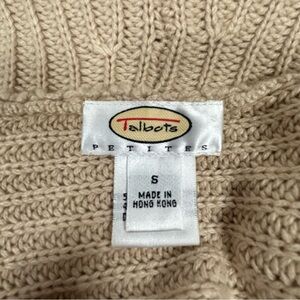 Talbots
PETITES
S
MADE IN
HONG KONG